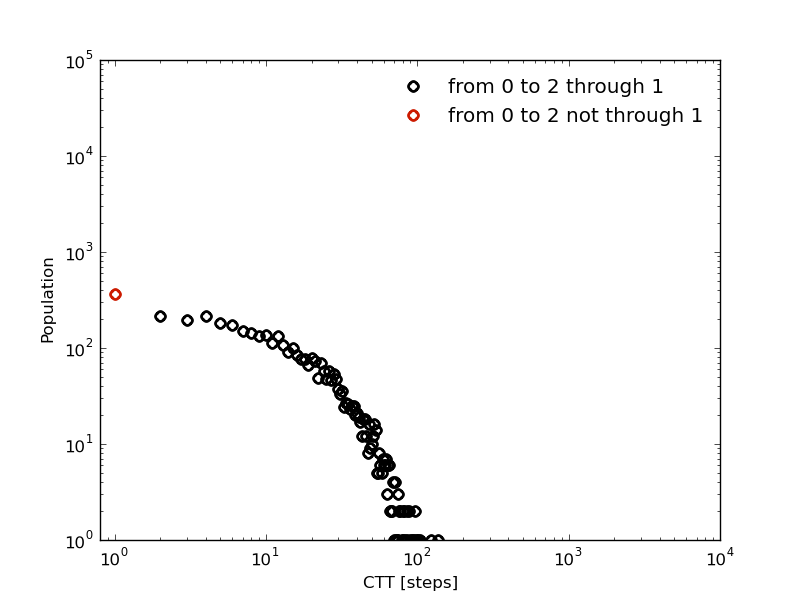 from 0 to 2 through 1
from 0 to 2 not through 1
10^5
10^4
10^3
10^2
10^1
10^0
Population
10^0 10^1 10^2 10^3 10^4
CTT [steps]